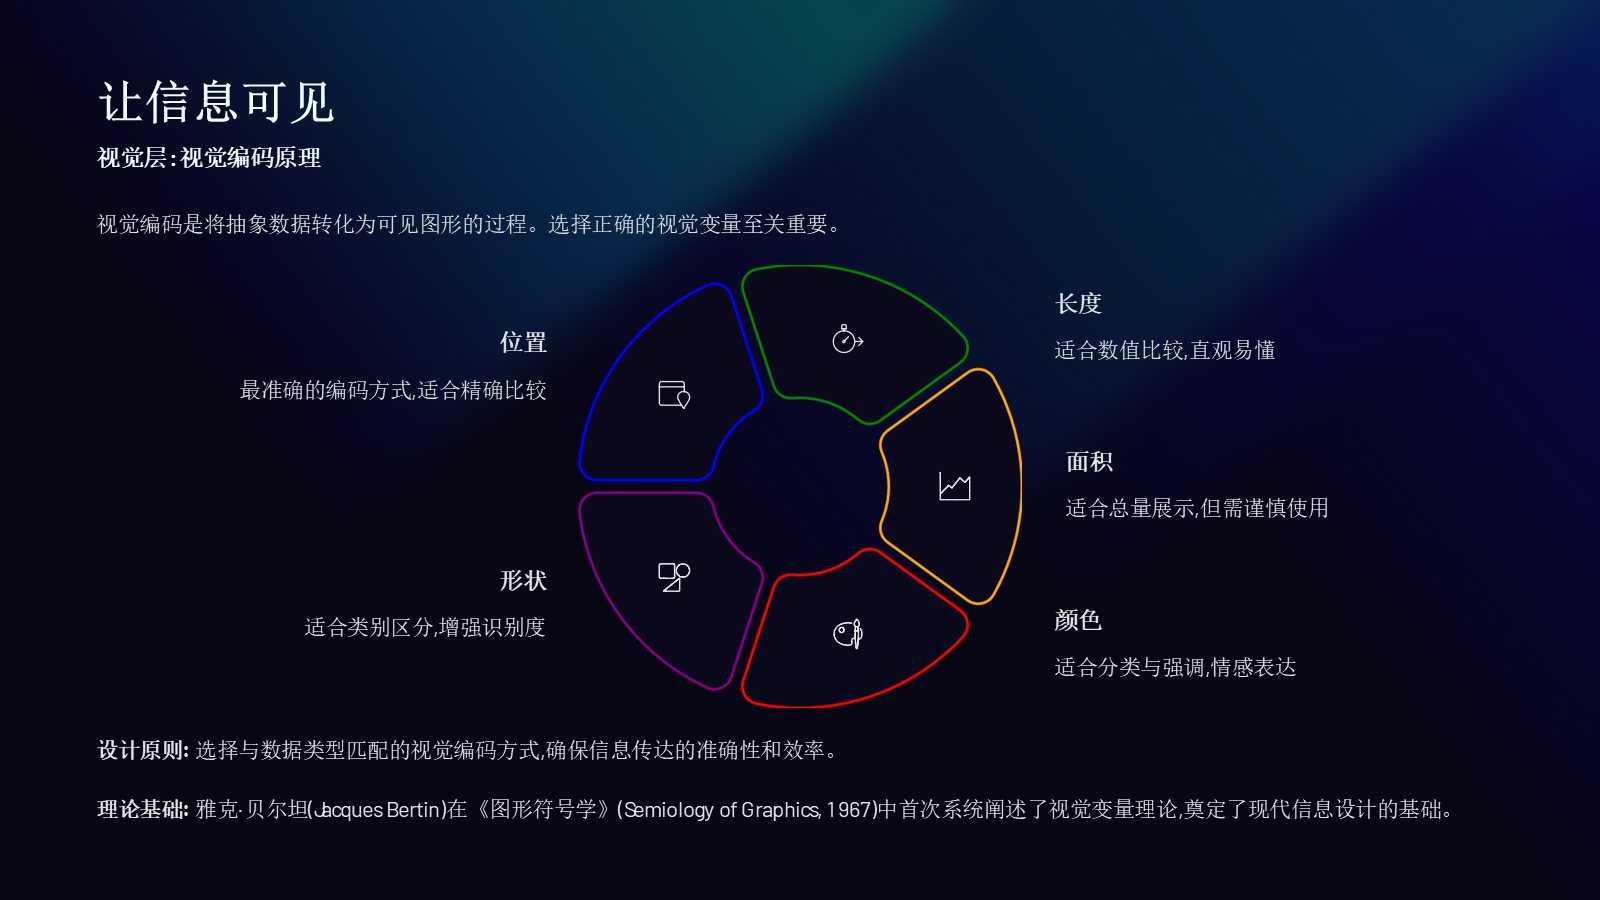 让信息可见
视觉层:视觉编码原理
视觉编码是将抽象数据转化为可见图形的过程。选择正确的视觉变量至关重要。
位置
最准确的编码方式,适合精确比较
长度
适合数值比较,直观易懂
面积
适合总量展示,但需谨慎使用
形状
适合类别区分,增强识别度
颜色
适合分类与强调,情感表达
设计原则: 选择与数据类型匹配的视觉编码方式,确保信息传达的准确性和效率。
理论基础: 雅克·贝尔坦(Jacques Bertin)在《图形符号学》(Semiology of Graphics, 1967)中首次系统阐述了视觉变量理论,奠定了现代信息设计的基础。